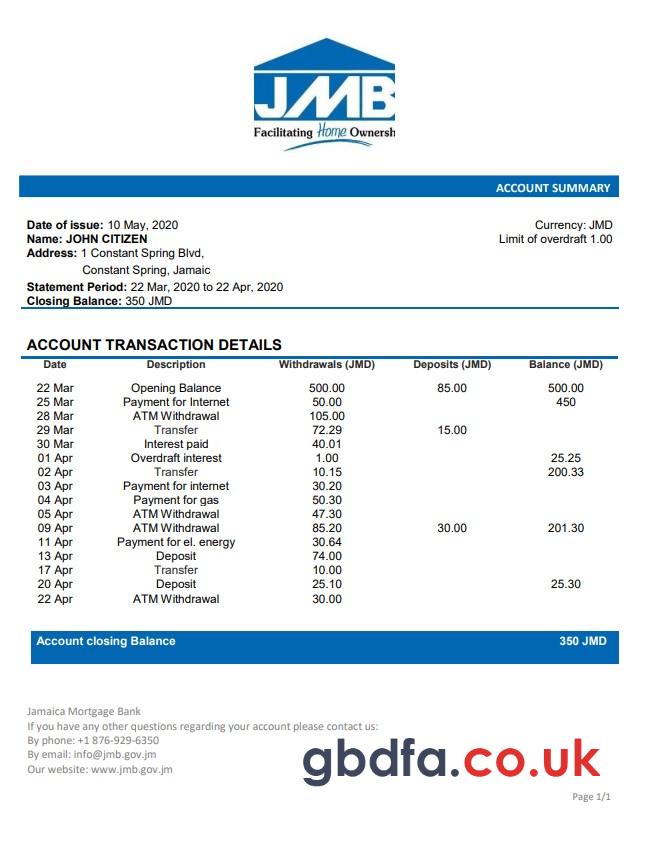 JMB
Facilitating Home Ownersh
ACCOUNT SUMMARY
Date of issue: 10 May, 2020 Currency: JMD
Name: JOHN CITIZEN Limit of overdraft 1.00
Address: 1 Constant Spring Blvd,
Constant Spring, Jamaic
Statement Period: 22 Mar, 2020 to 22 Apr, 2020
Closing Balance: 350 JMD
ACCOUNT TRANSACTION DETAILS
Date Description Withdrawals (JMD) Deposits (JMD) Balance (JMD)
22 Mar Opening Balance 500.00 85.00 500.00
25 Mar Payment for Internet 50.00 450
28 Mar ATM Withdrawal 105.00
29 Mar Transfer 72.29 15.00
30 Mar Interest paid 40.01
01 Apr Overdraft interest 1.00 25.25
02 Apr Transfer 10.15 200.33
03 Apr Payment for internet 30.20
04 Apr Payment for gas 50.30
05 Apr ATM Withdrawal 47.30
09 Apr ATM Withdrawal 85.20 30.00 201.30
11 Apr Payment for el. energy 30.64
13 Apr Deposit 74.00
17 Apr Transfer 10.00
20 Apr Deposit 25.10 25.30
22 Apr ATM Withdrawal 30.00
Account closing Balance 350 JMD
Jamaica Mortgage Bank
If you have any other questions regarding your account please contact us:
By phone: +1 876-929-6350
By email: info@jmb.gov.jm
Our website: www.jmb.gov.jm
gbdfa.co.uk
Page 1/1